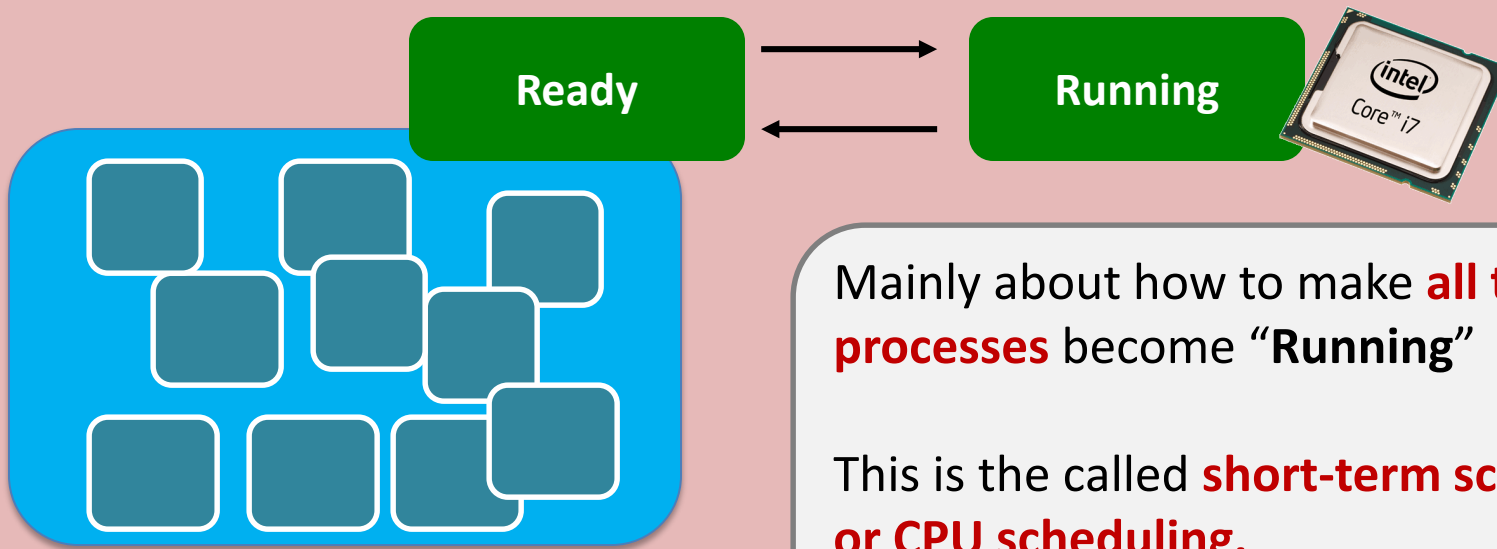 Ready
Running
intel
Core™ i7
Mainly about how to make all
processes become “Running”
This is the called short-term
or CPU scheduling.